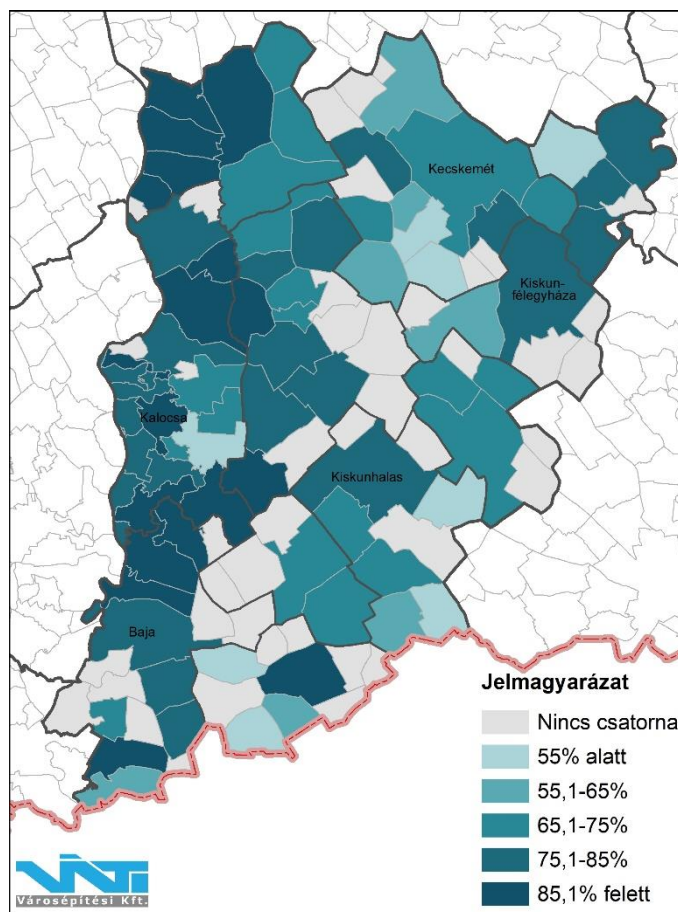 Kecskemét
Kiskun-
félegyháza
Kalocsa
Kiskunhalas
Baja
Jelmagyarázat
Nincs csatorna
55% alatt
55,1-65%
65,1-75%
75,1-85%
85,1% felett
VÁTI
Városépítési Kft.